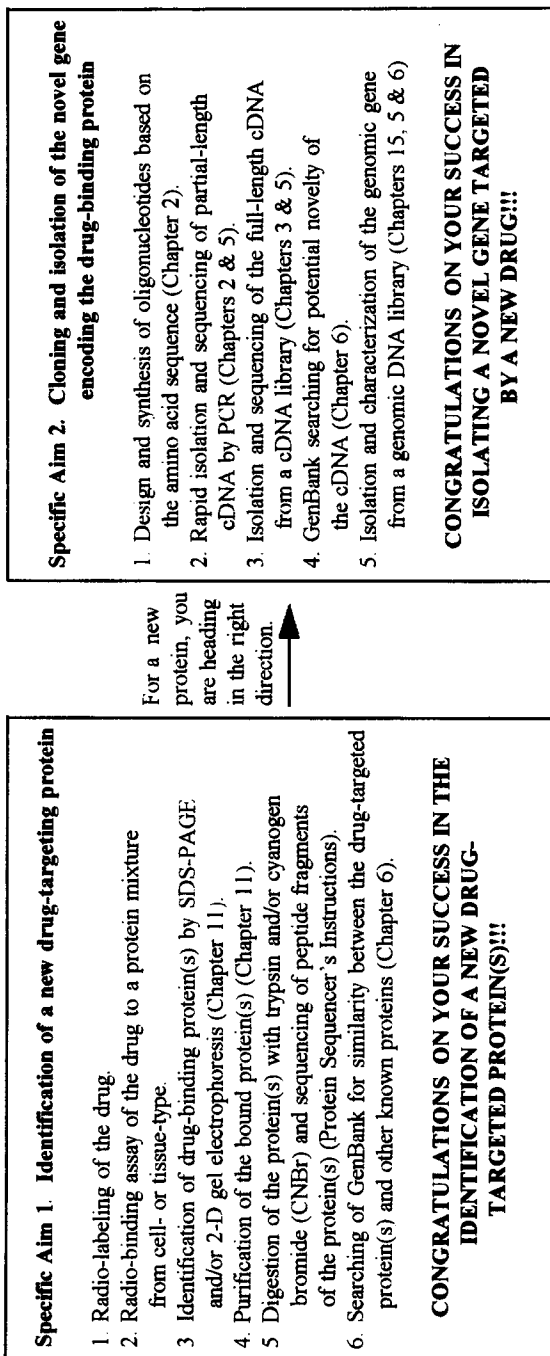 Specific Aim 1. Identification of a new drug-targeting protein
1. Radio-labeling of the drug.
2. Radio-binding assay of the drug to a protein mixture
from cell- or tissue-type.
3 Identification of drug-binding protein(s) by SDS-PAGE
and/or 2-D gel electrophoresis (Chapter 11).
4. Purification of the bound protein(s) (Chapter 11).
5 Digestion of the protein(s) with trypsin and/or cyanogen
bromide (CNBr) and sequencing of peptide fragments
of the protein(s) (Protein Sequencer's Instructions).
6. Searching of GenBank for similarity between the drug-targeted
protein(s) and other known proteins (Chapter 6).
CONGRATULATIONS ON YOUR SUCCESS IN THE
IDENTIFICATION OF A NEW DRUG-
TARGETED PROTEIN(S)!!!
For a new
protein, you
are heading
in the right
direction.
Specific Aim 2. Cloning and isolation of the novel gene
encoding the drug-binding protein
1. Design and synthesis of oligonucleotides based on
the amino acid sequence (Chapter 2).
2. Rapid isolation and sequencing of partial-length
cDNA by PCR (Chapters 2 & 5).
3. Isolation and sequencing of the full-length cDNA
from a cDNA library (Chapters 3 & 5).
4. GenBank searching for potential novelty of
the cDNA (Chapter 6).
5. Isolation and characterization of the genomic gene
from a genomic DNA library (Chapters 15, 5 & 6)
CONGRATULATIONS ON YOUR SUCCESS IN
ISOLATING A NOVEL GENE TARGETED
BY A NEW DRUG!!!